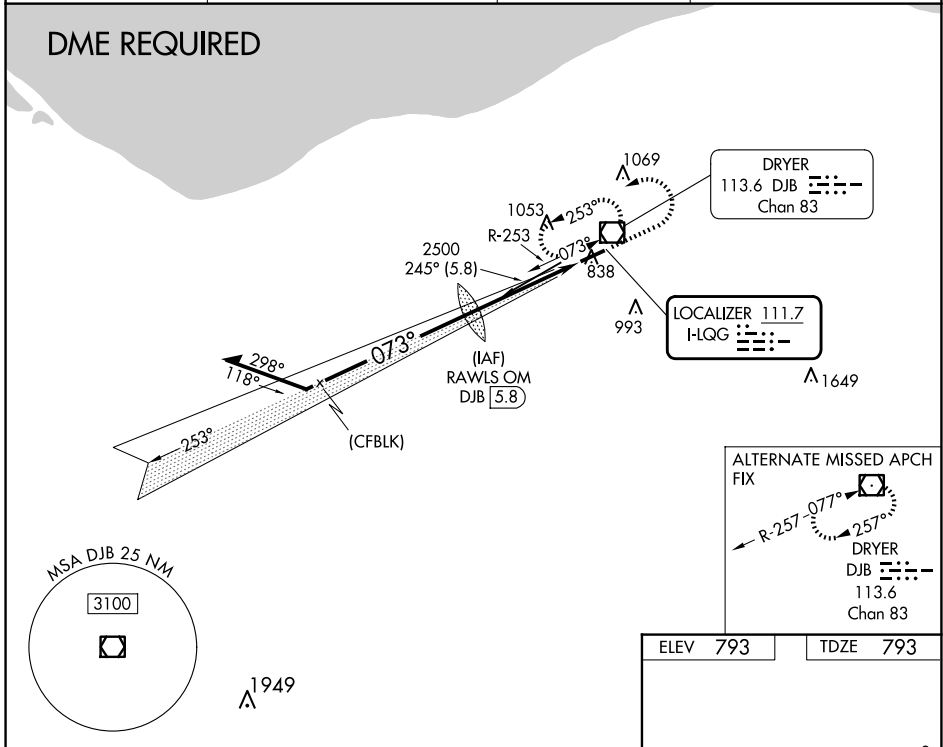 DME REQUIRED
1069
DRYER
113.6 DJB
Chan 83
1053
253°
R-253
073°
2500
245° (5.8)
838
LOCALIZER 111.7
I-LQG
993
073°
(IAF)
RAWLS OM
DJB 5.8
298°
118°
1649
(CFBLK)
253°
ALTERNATE MISSED APCH
FIX
R-257
077°
257°
DRYER
DJB
113.6
Chan 83
MSA DJB 25 NM
3100
1949
ELEV 793
TDZE 793